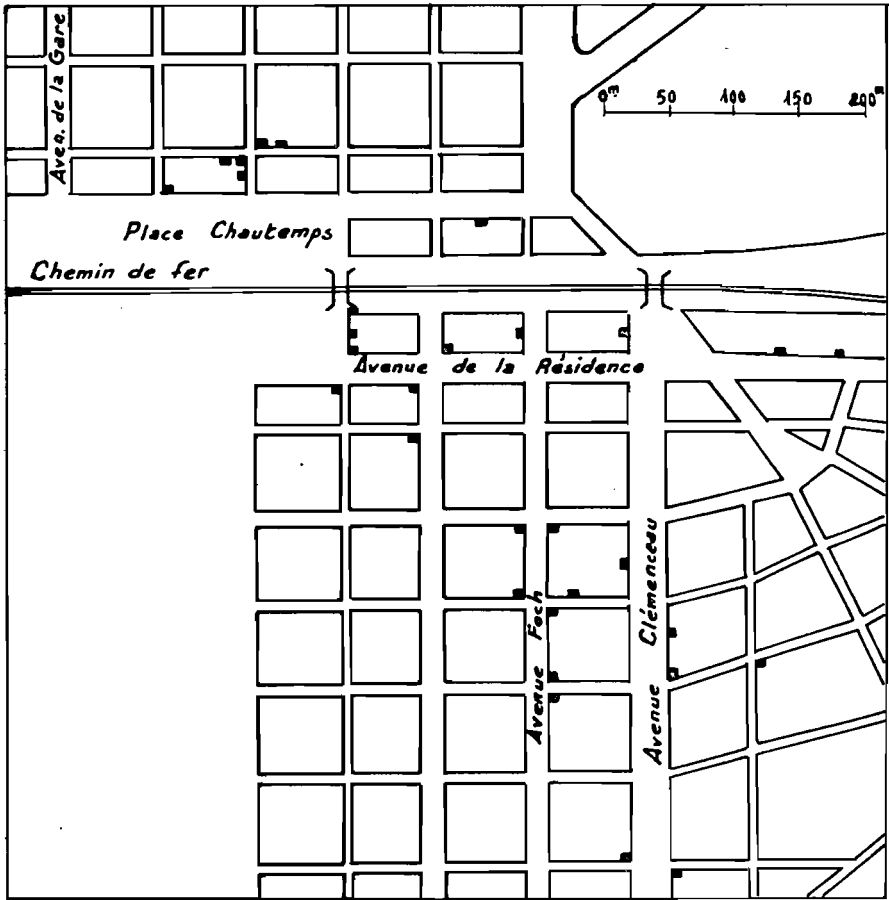 Aven. de la Gare
0m 50 100 150 200m
Place Chautemps
Chemin de fer
Avenue de la Résidence
Avenue Foch
Avenue Clémenceau